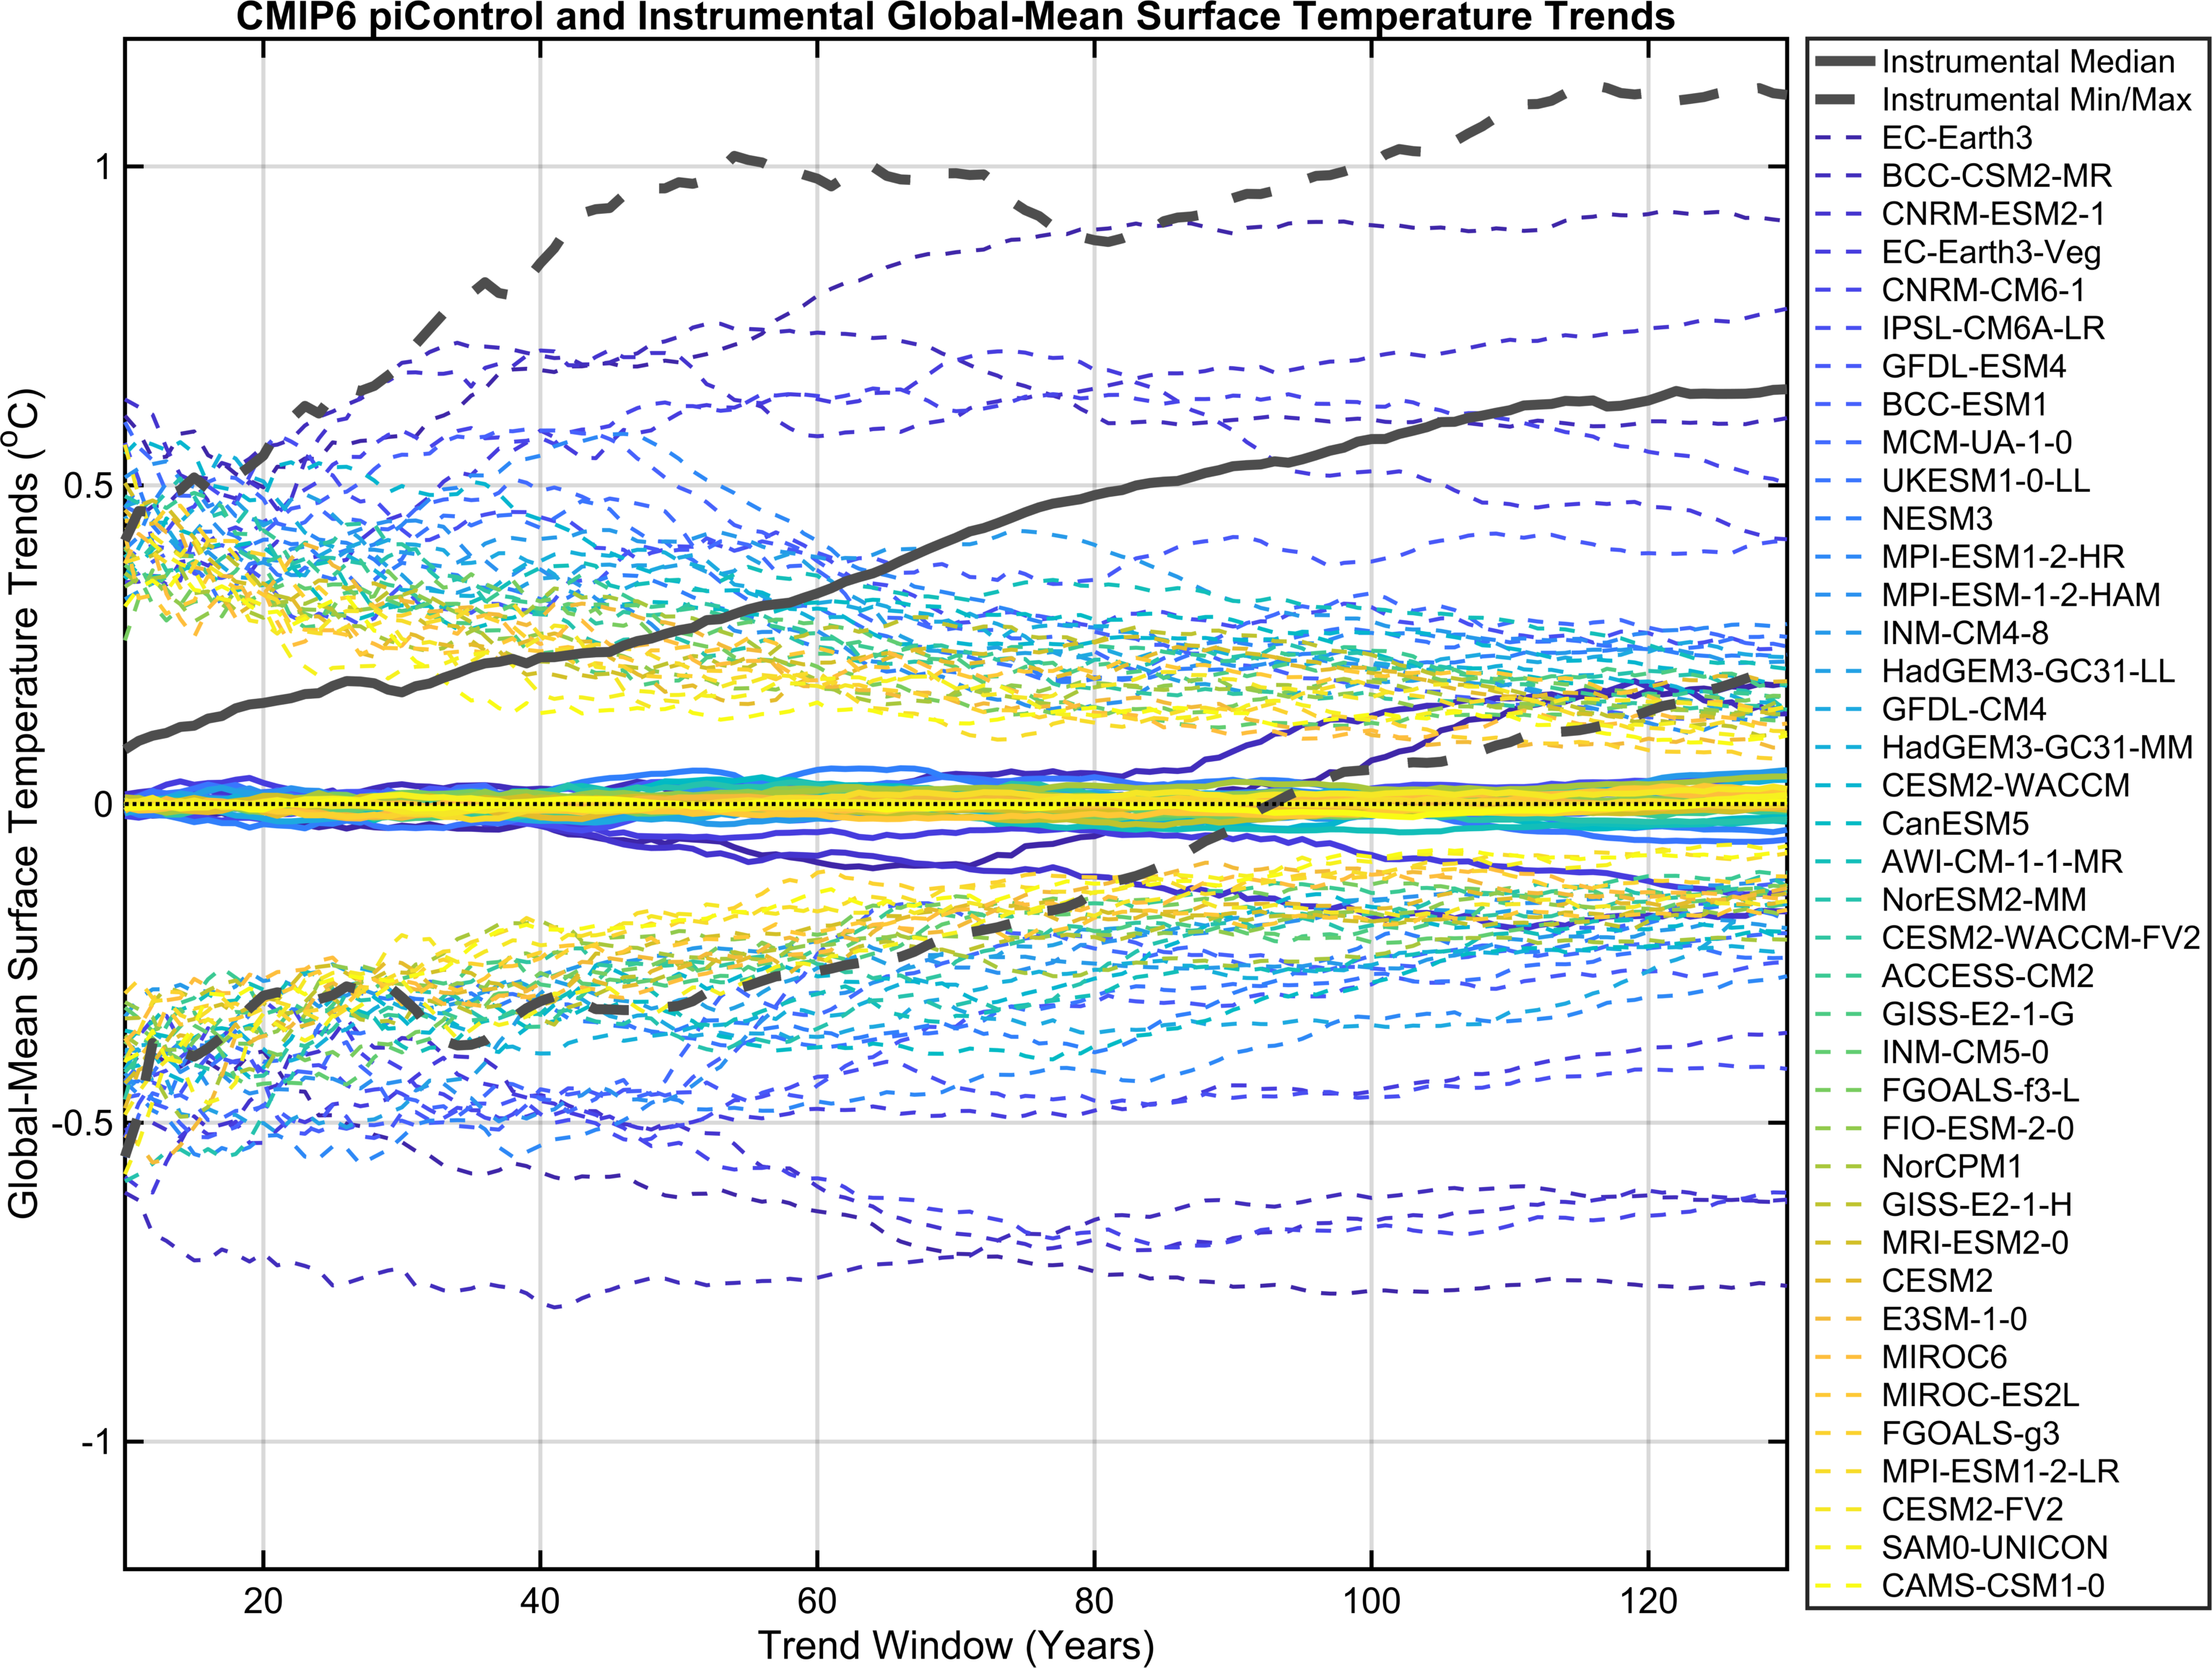 CMIP6 piControl and Instrumental Global-Mean Surface Temperature Trends
Global-Mean Surface Temperature Trends (°C)
1
0.5
0
-0.5
-1
20
40
60
80
100
120
Trend Window (Years)
Instrumental Median
Instrumental Min/Max
EC-Earth3
BCC-CSM2-MR
CNRM-ESM2-1
EC-Earth3-Veg
CNRM-CM6-1
IPSL-CM6A-LR
GFDL-ESM4
BCC-ESM1
MCM-UA-1-0
UKESM1-0-LL
NESM3
MPI-ESM1-2-HR
MPI-ESM-1-2-HAM
INM-CM4-8
HadGEM3-GC31-LL
GFDL-CM4
HadGEM3-GC31-MM
CESM2-WACCM
CanESM5
AWI-CM-1-1-MR
NorESM2-MM
CESM2-WACCM-FV2
ACCESS-CM2
GISS-E2-1-G
INM-CM5-0
FGOALS-f3-L
FIO-ESM-2-0
NorCPM1
GISS-E2-1-H
MRI-ESM2-0
CESM2
E3SM-1-0
MIROC6
MIROC-ES2L
FGOALS-g3
MPI-ESM1-2-LR
CESM2-FV2
SAM0-UNICON
CAMS-CSM1-0